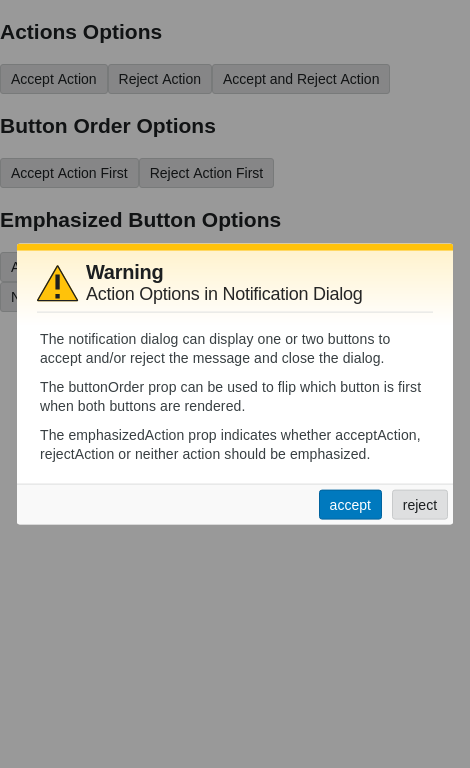 Actions Options
Accept Action Reject Action Accept and Reject Action
Button Order Options
Accept Action First Reject Action First
Emphasized Button Options
Warning
Action Options in Notification Dialog
The notification dialog can display one or two buttons to
accept and/or reject the message and close the dialog.
The buttonOrder prop can be used to flip which button is first
when both buttons are rendered.
The emphasizedAction prop indicates whether acceptAction,
rejectAction or neither action should be emphasized.
accept reject